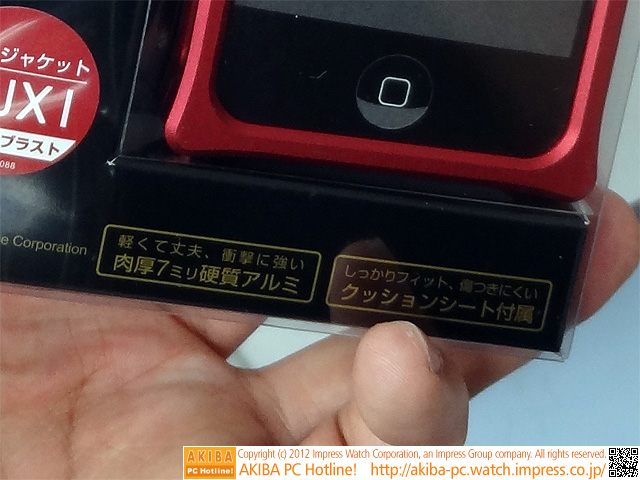 ジャケット
JX1
プラスト
088
e Corporation
軽くて丈夫、衝撃に強い
肉厚7ミリ硬質アルミ
しっかりフィット、傷つきにくい
クッションシート付属
AKIBA
PC Hotline!
Copyright (c) 2012 Impress Watch Corporation, an Impress Group company. All rights reserved.
AKIBA PC Hotline! http://akiba-pc.watch.impress.co.jp/